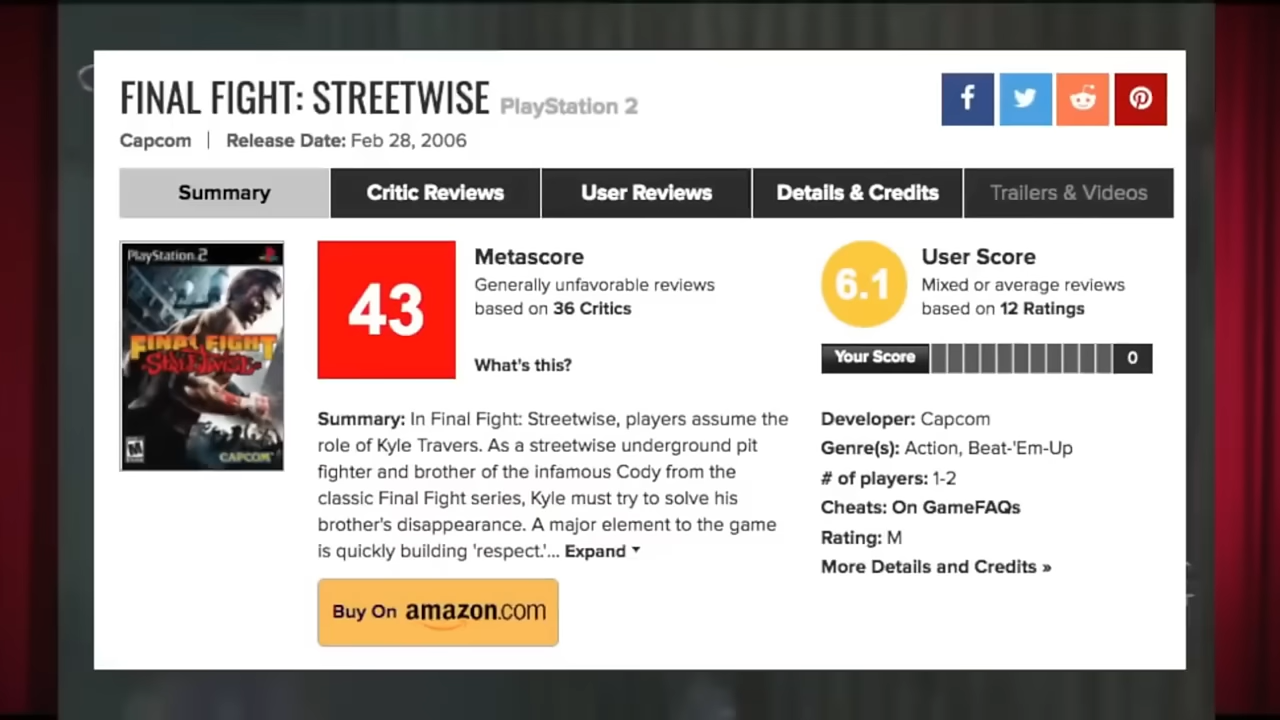 FINAL FIGHT: STREETWISE PlayStation 2
Capcom | Release Date: Feb 28, 2006
Summary Critic Reviews User Reviews Details & Credits Trailers & Videos
PlayStation 2
FINAL FIGHT
STREETWISE
M
CAPCOM
43
Metascore
Generally unfavorable reviews
based on 36 Critics
What's this?
6.1
User Score
Mixed or average reviews
based on 12 Ratings
Your Score 0
Summary: In Final Fight: Streetwise, players assume the
role of Kyle Travers. As a streetwise underground pit
fighter and brother of the infamous Cody from the
classic Final Fight series, Kyle must try to solve his
brother's disappearance. A major element to the game
is quickly building 'respect.'... Expand
Buy On amazon.com
Developer: Capcom
Genre(s): Action, Beat-'Em-Up
# of players: 1-2
Cheats: On GameFAQs
Rating: M
More Details and Credits »